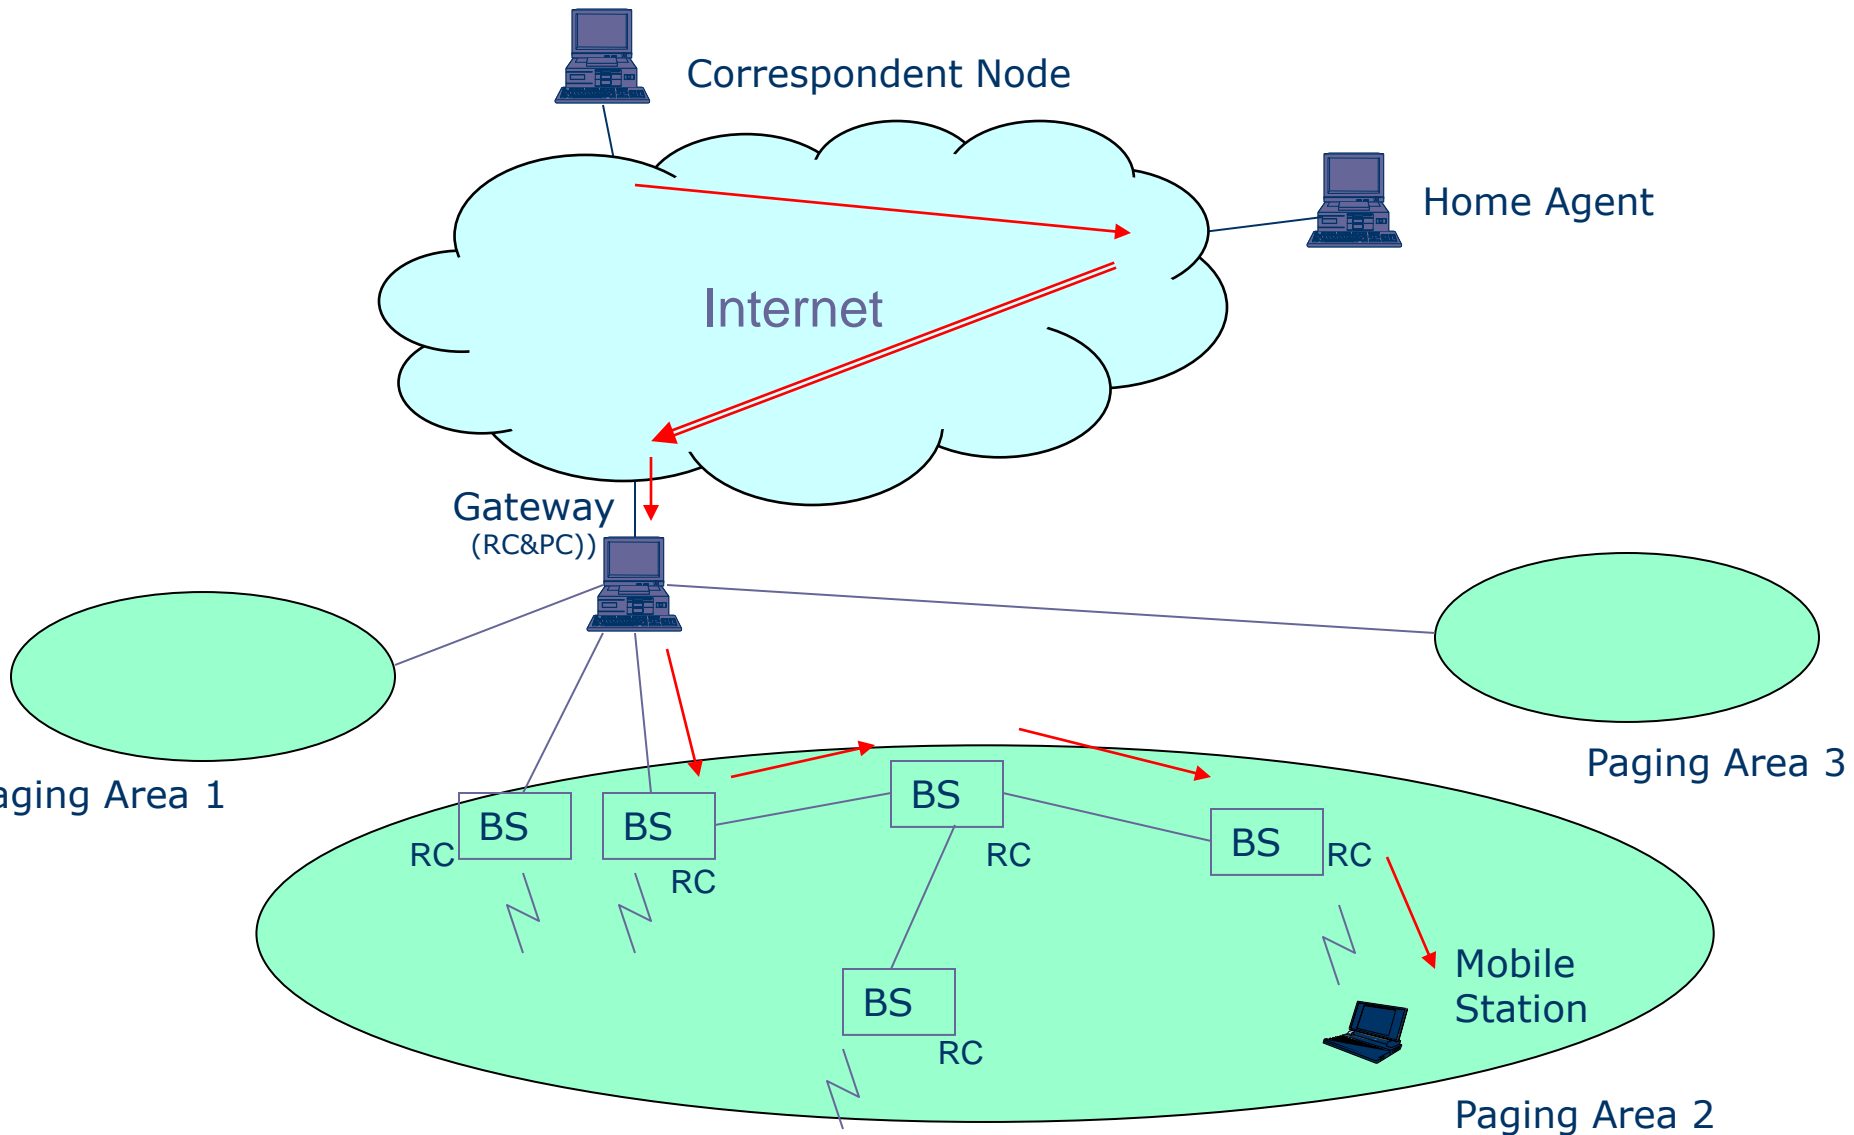 Correspondent Node
Home Agent
Internet
Gateway
(RC&PC))
Paging Area 3
aging Area 1
BS
BS
BS
BS
RC
RC
RC
RC
BS
RC
Mobile
Station
Paging Area 2